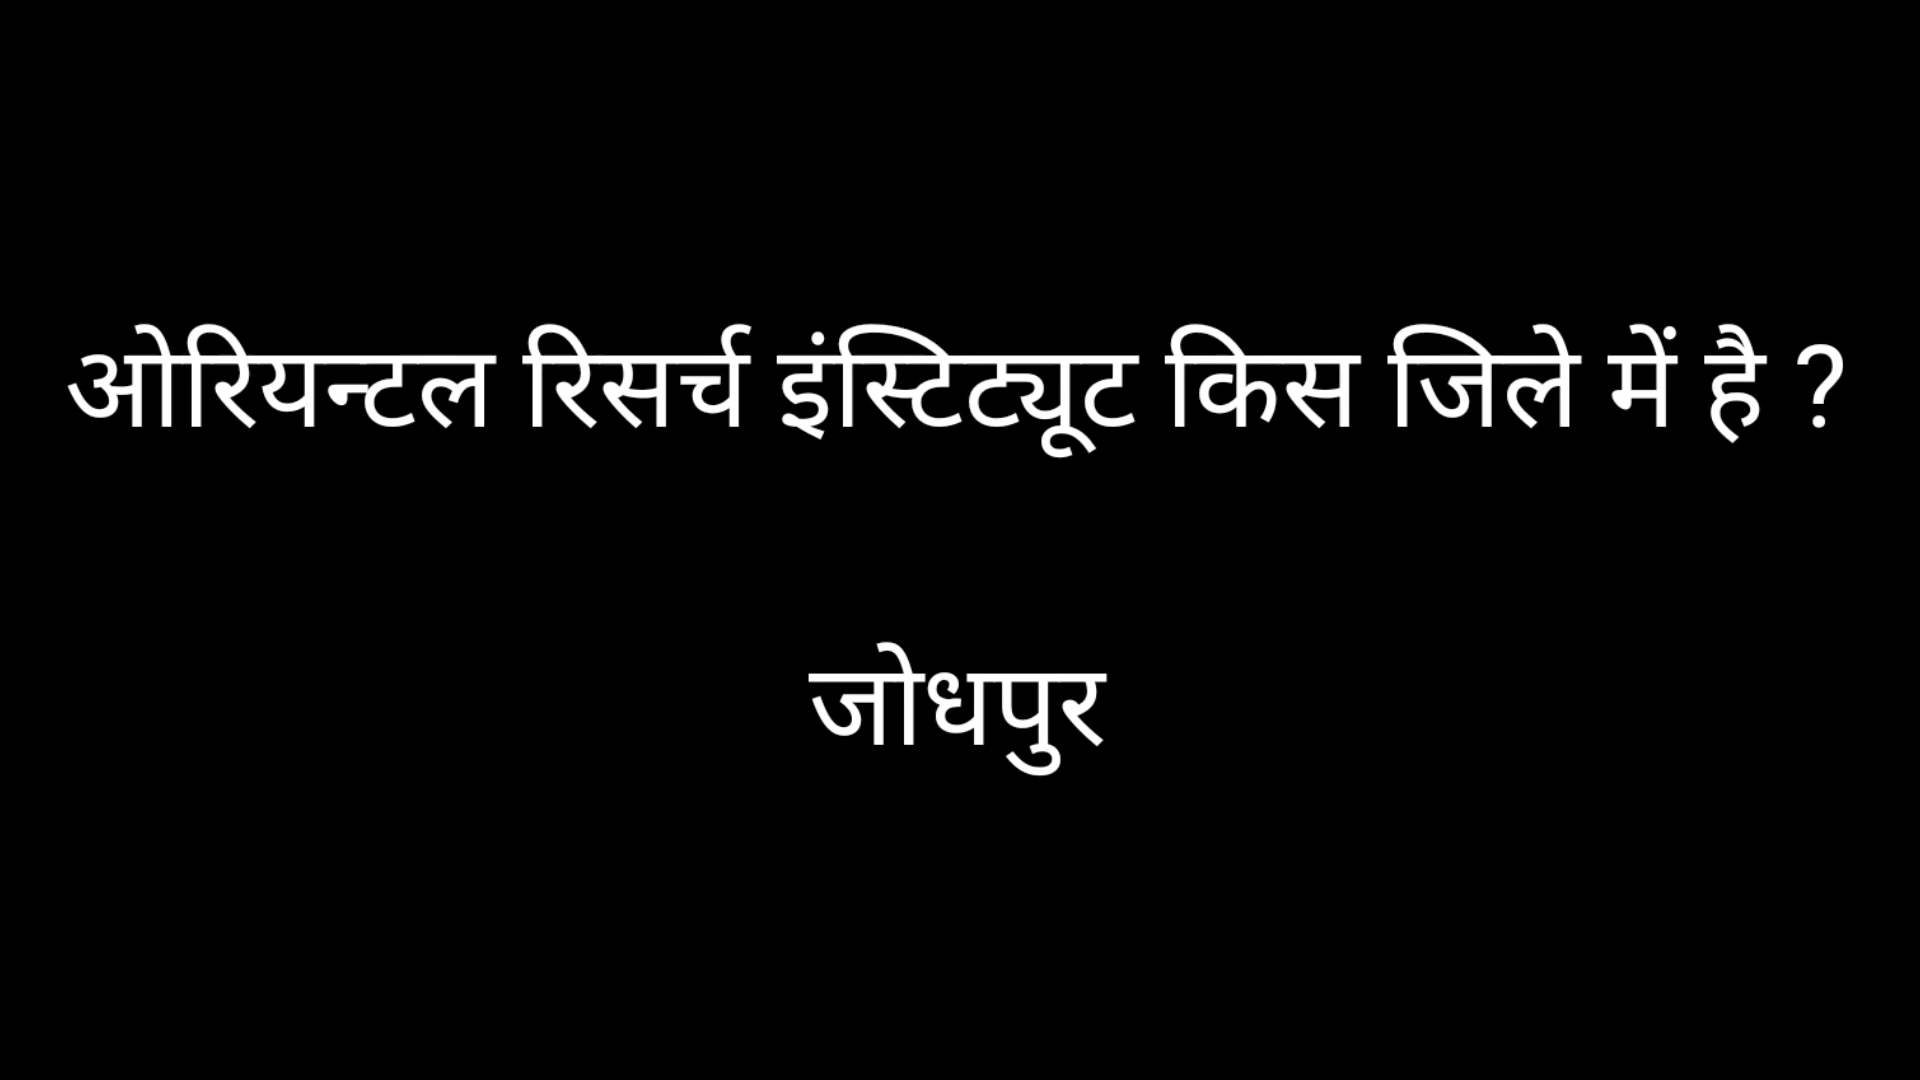 ओरियन्टल रिसर्च इंस्टिट्यूट किस जिले में है ?
जोधपुर